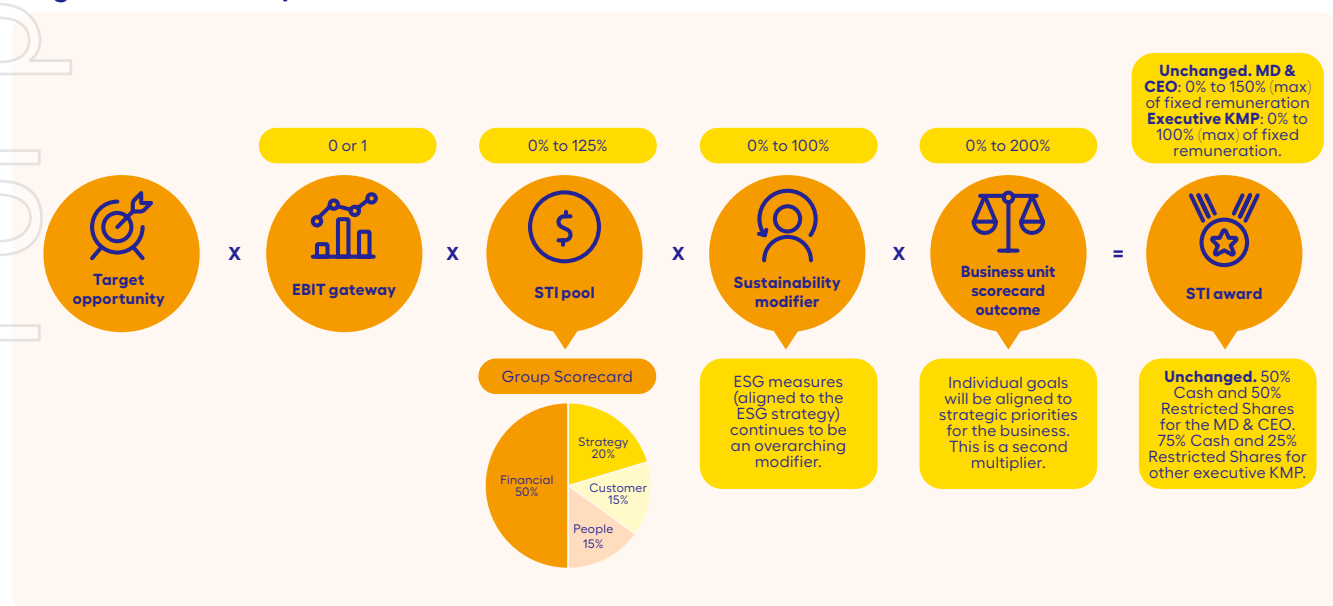 Unchanged. MD &
CEO: 0% to 150% (max)
of fixed remuneration
Executive KMP: 0% to
100% (max) of fixed
remuneration.
0 or 1
0% to 125%
0% to 100%
0% to 200%
Target
opportunity
x
EBIT gateway
x
$
STI pool
x
Sustainability
modifier
x
Business unit
scorecard
outcome
=
STI award
Group Scorecard
Strategy
20%
Financial
50%
Customer
15%
People
15%
ESG measures
(aligned to the
ESG strategy)
continues to be
an overarching
modifier.
Individual goals
will be aligned to
strategic priorities
for the business.
This is a second
multiplier.
Unchanged. 50%
Cash and 50%
Restricted Shares
for the MD & CEO.
75% Cash and 25%
Restricted Shares for
other executive KMP.